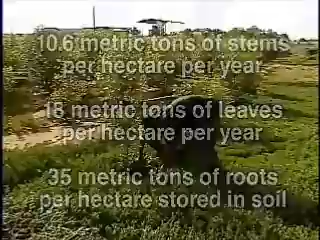 10.6 metric tons of stems
per hectare per year
18 metric tons of leaves
per hectare per year
35 metric tons of roots
per hectare stored in soil